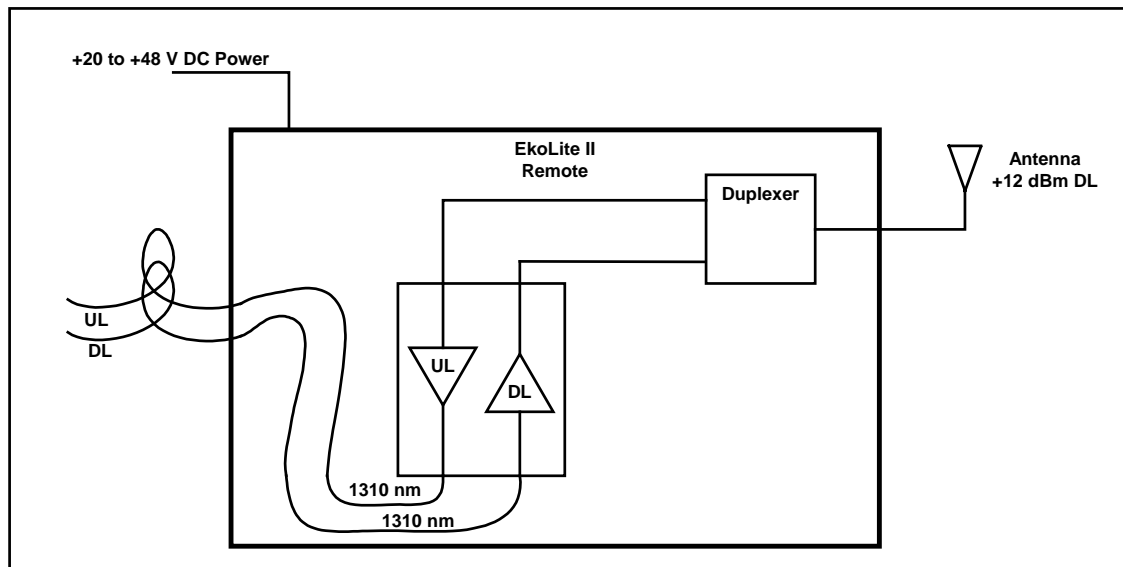 +20 to +48 V DC Power
EkoLite II
Remote
Antenna
+12 dBm DL
Duplexer
UL
DL
UL
DL
1310 nm
1310 nm